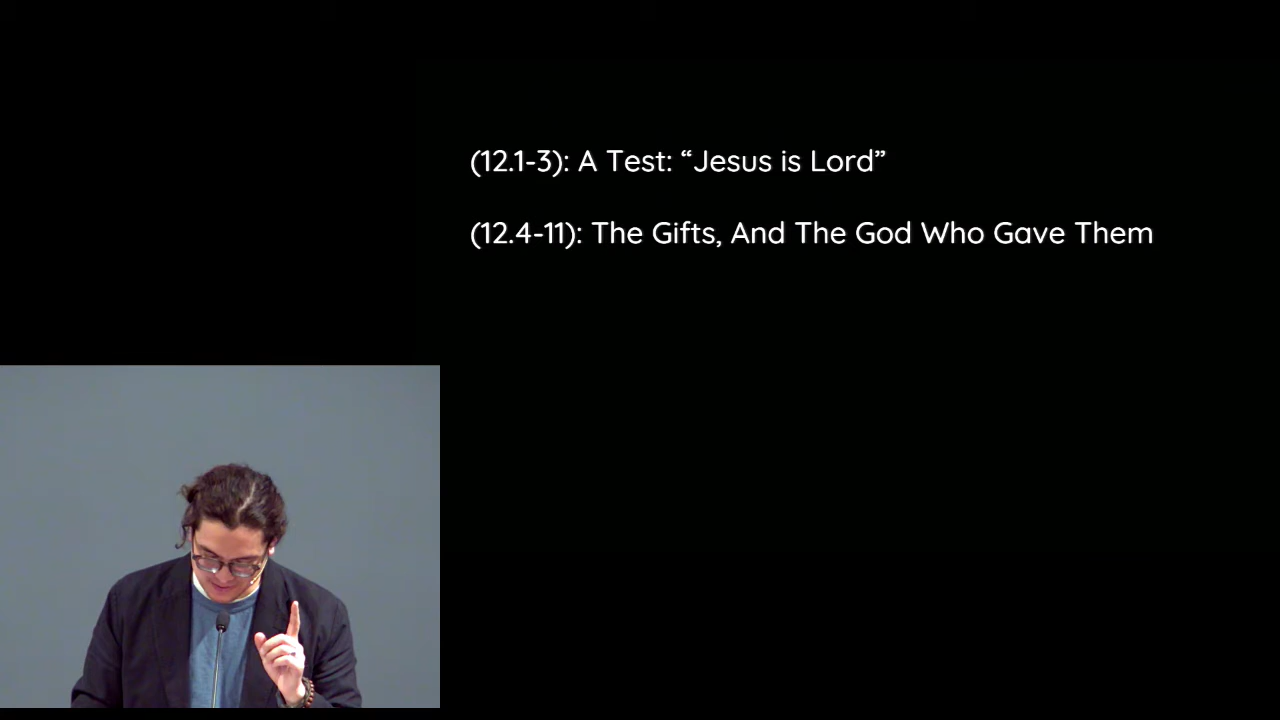 (12.1-3): A Test: “Jesus is Lord”
(12.4-11): The Gifts, And The God Who Gave Them